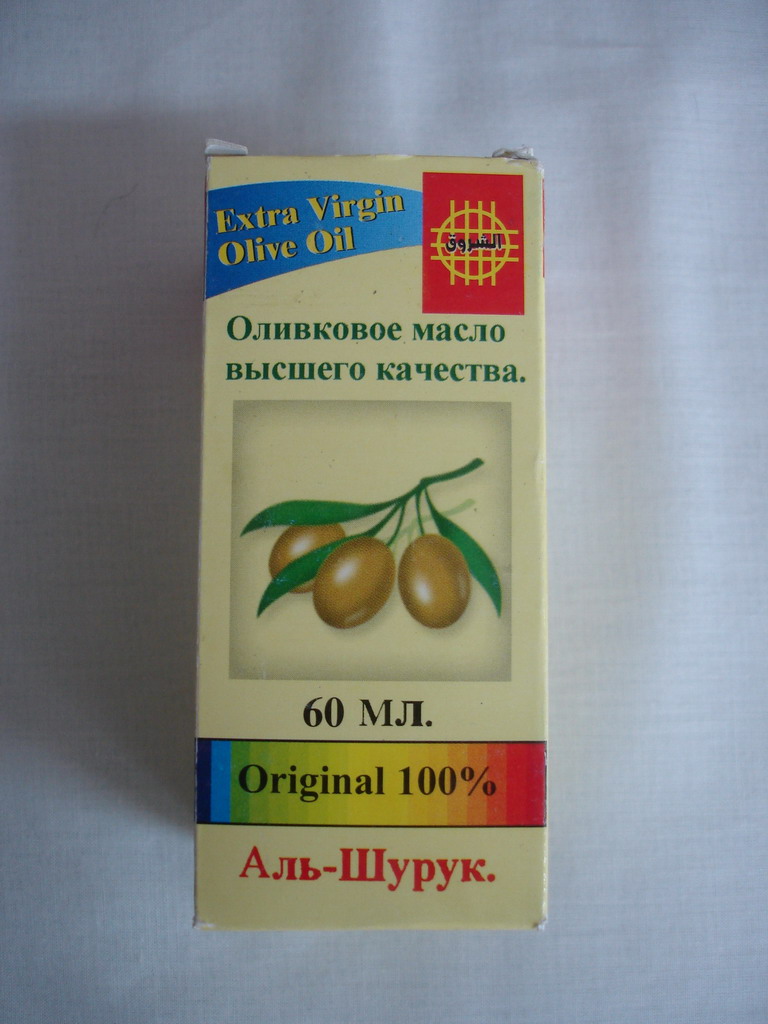 Extra Virgin
Olive Oil
الشروق
Оливковое масло
высшего качества.
60 МЛ.
Original 100%
Аль-Шурук.